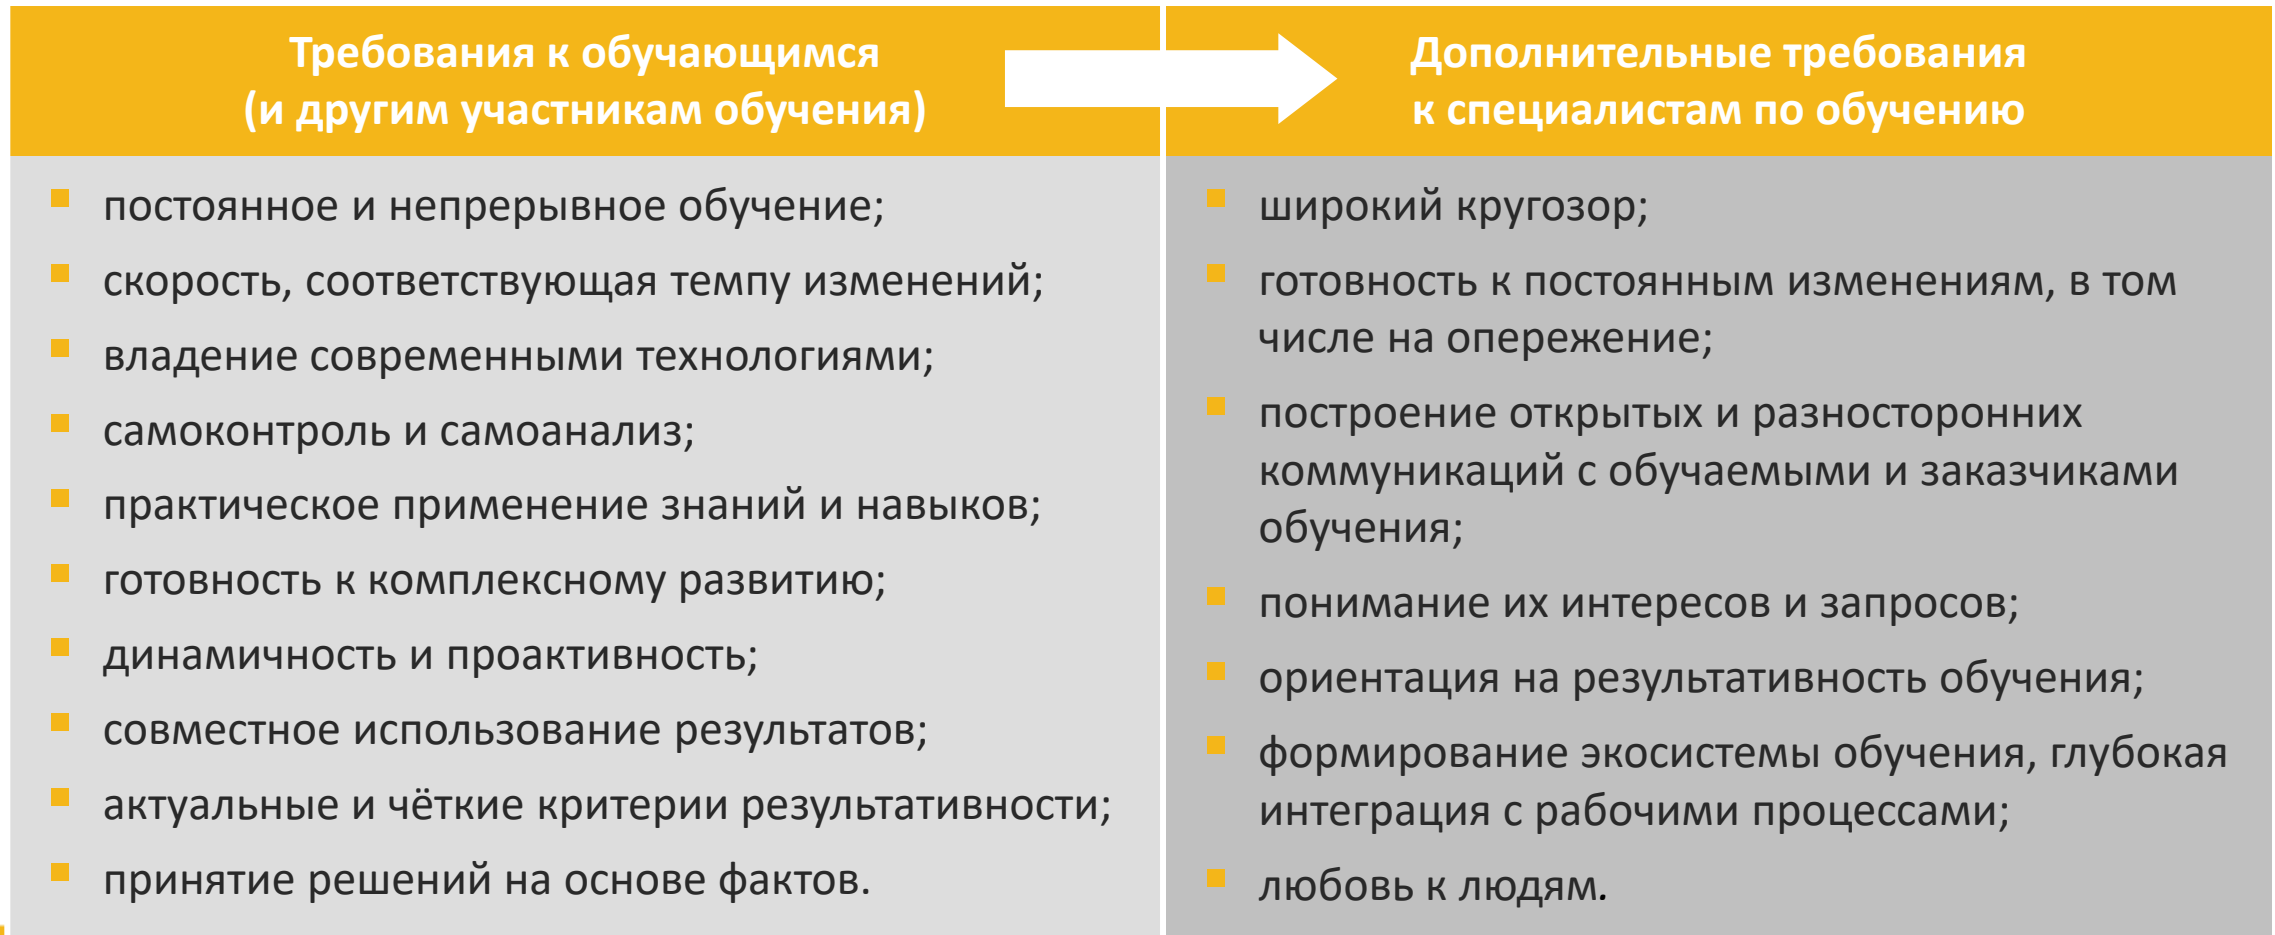 Требования к обучающимся
(и другим участникам обучения)
постоянное и непрерывное обучение;
скорость, соответствующая темпу изменений;
владение современными технологиями;
самоконтроль и самоанализ;
практическое применение знаний и навыков;
готовность к комплексному развитию;
динамичность и проактивность;
совместное использование результатов;
актуальные и чёткие критерии результативности;
принятие решений на основе фактов.
Дополнительные требования
к специалистам по обучению
широкий кругозор;
готовность к постоянным изменениям, в том
числе на опережение;
построение открытых и разносторонних
коммуникаций с обучаемыми и заказчиками
обучения;
понимание их интересов и запросов;
ориентация на результативность обучения;
формирование экосистемы обучения, глубокая
интеграция с рабочими процессами;
любовь к людям.